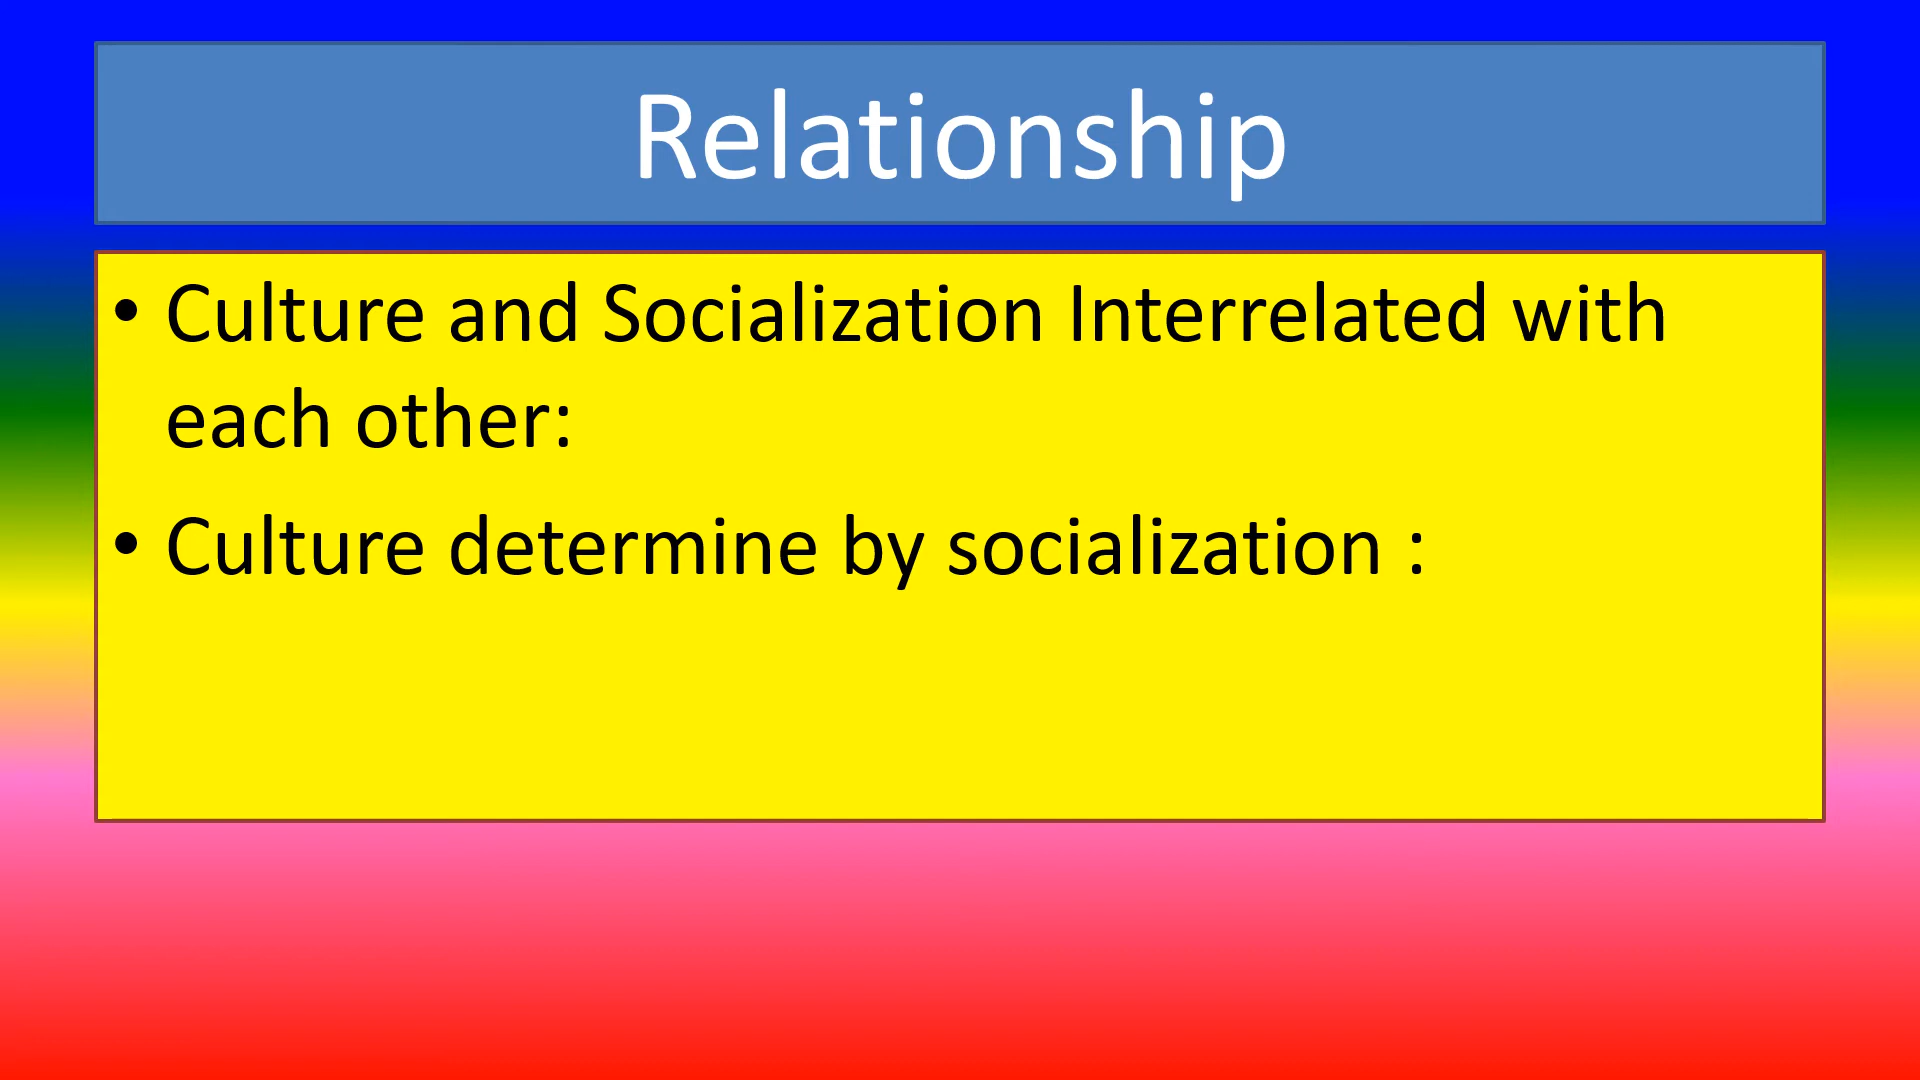 Relationship
• Culture and Socialization Interrelated with
each other:
• Culture determine by socialization :